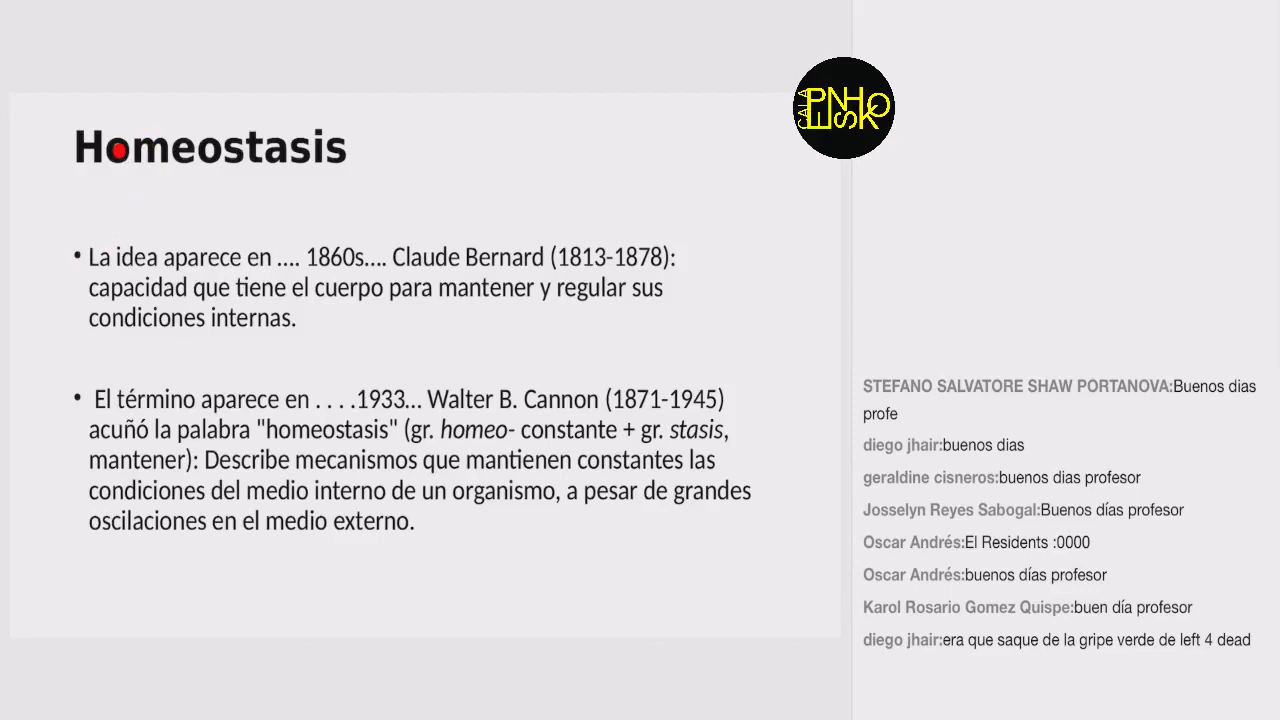 Homeostasis
• La idea aparece en .... 1860s.... Claude Bernard (1813-1878):
capacidad que tiene el cuerpo para mantener y regular sus
condiciones internas.
• El término aparece en . . . .1933... Walter B. Cannon (1871-1945)
acuñó la palabra "homeostasis" (gr. homeo- constante + gr. stasis,
mantener): Describe mecanismos que mantienen constantes las
condiciones del medio interno de un organismo, a pesar de grandes
oscilaciones en el medio externo.
STEFANO SALVATORE SHAW PORTANOVA:Buenos dias
profe
diego jhair:buenos dias
geraldine cisneros:buenos dias profesor
Josselyn Reyes Sabogal:Buenos días profesor
Oscar Andrés:El Residents :0000
Oscar Andrés:buenos días profesor
Karol Rosario Gomez Quispe:buen día profesor
diego jhair:era que saque de la gripe verde de left 4 dead